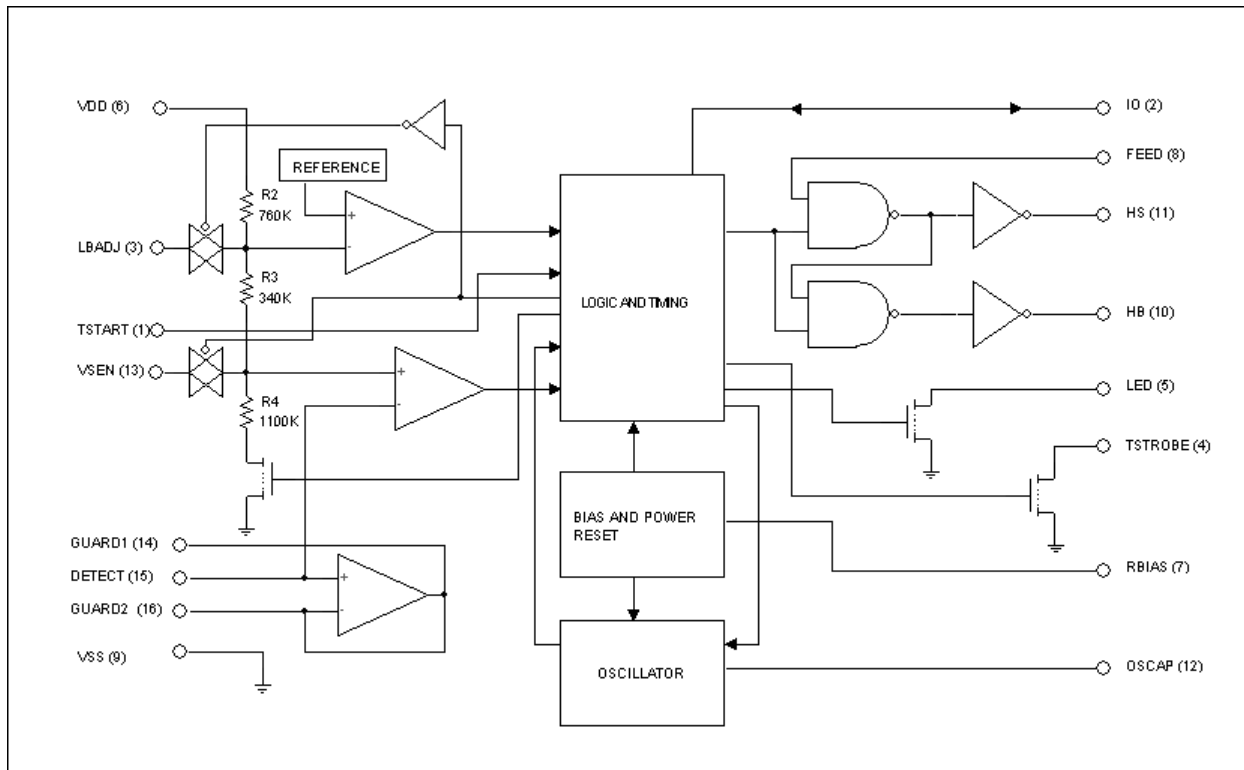 VDD (6)
REFERENCE
R2
760K
LBADJ (3)
+
-
R3
340K
TSTART (1)
VSEN (13)
+
-
R4
1100K
GUARD1 (14)
DETECT (15)
GUARD2 (16)
+
-
VSS (9)
LOGIC AND TIMING
BIAS AND POWER
RESET
OSCILLATOR
IO (2)
FEED (8)
HS (11)
HB (10)
LED (5)
TSTROBE (4)
RBIAS (7)
OSCAP (12)